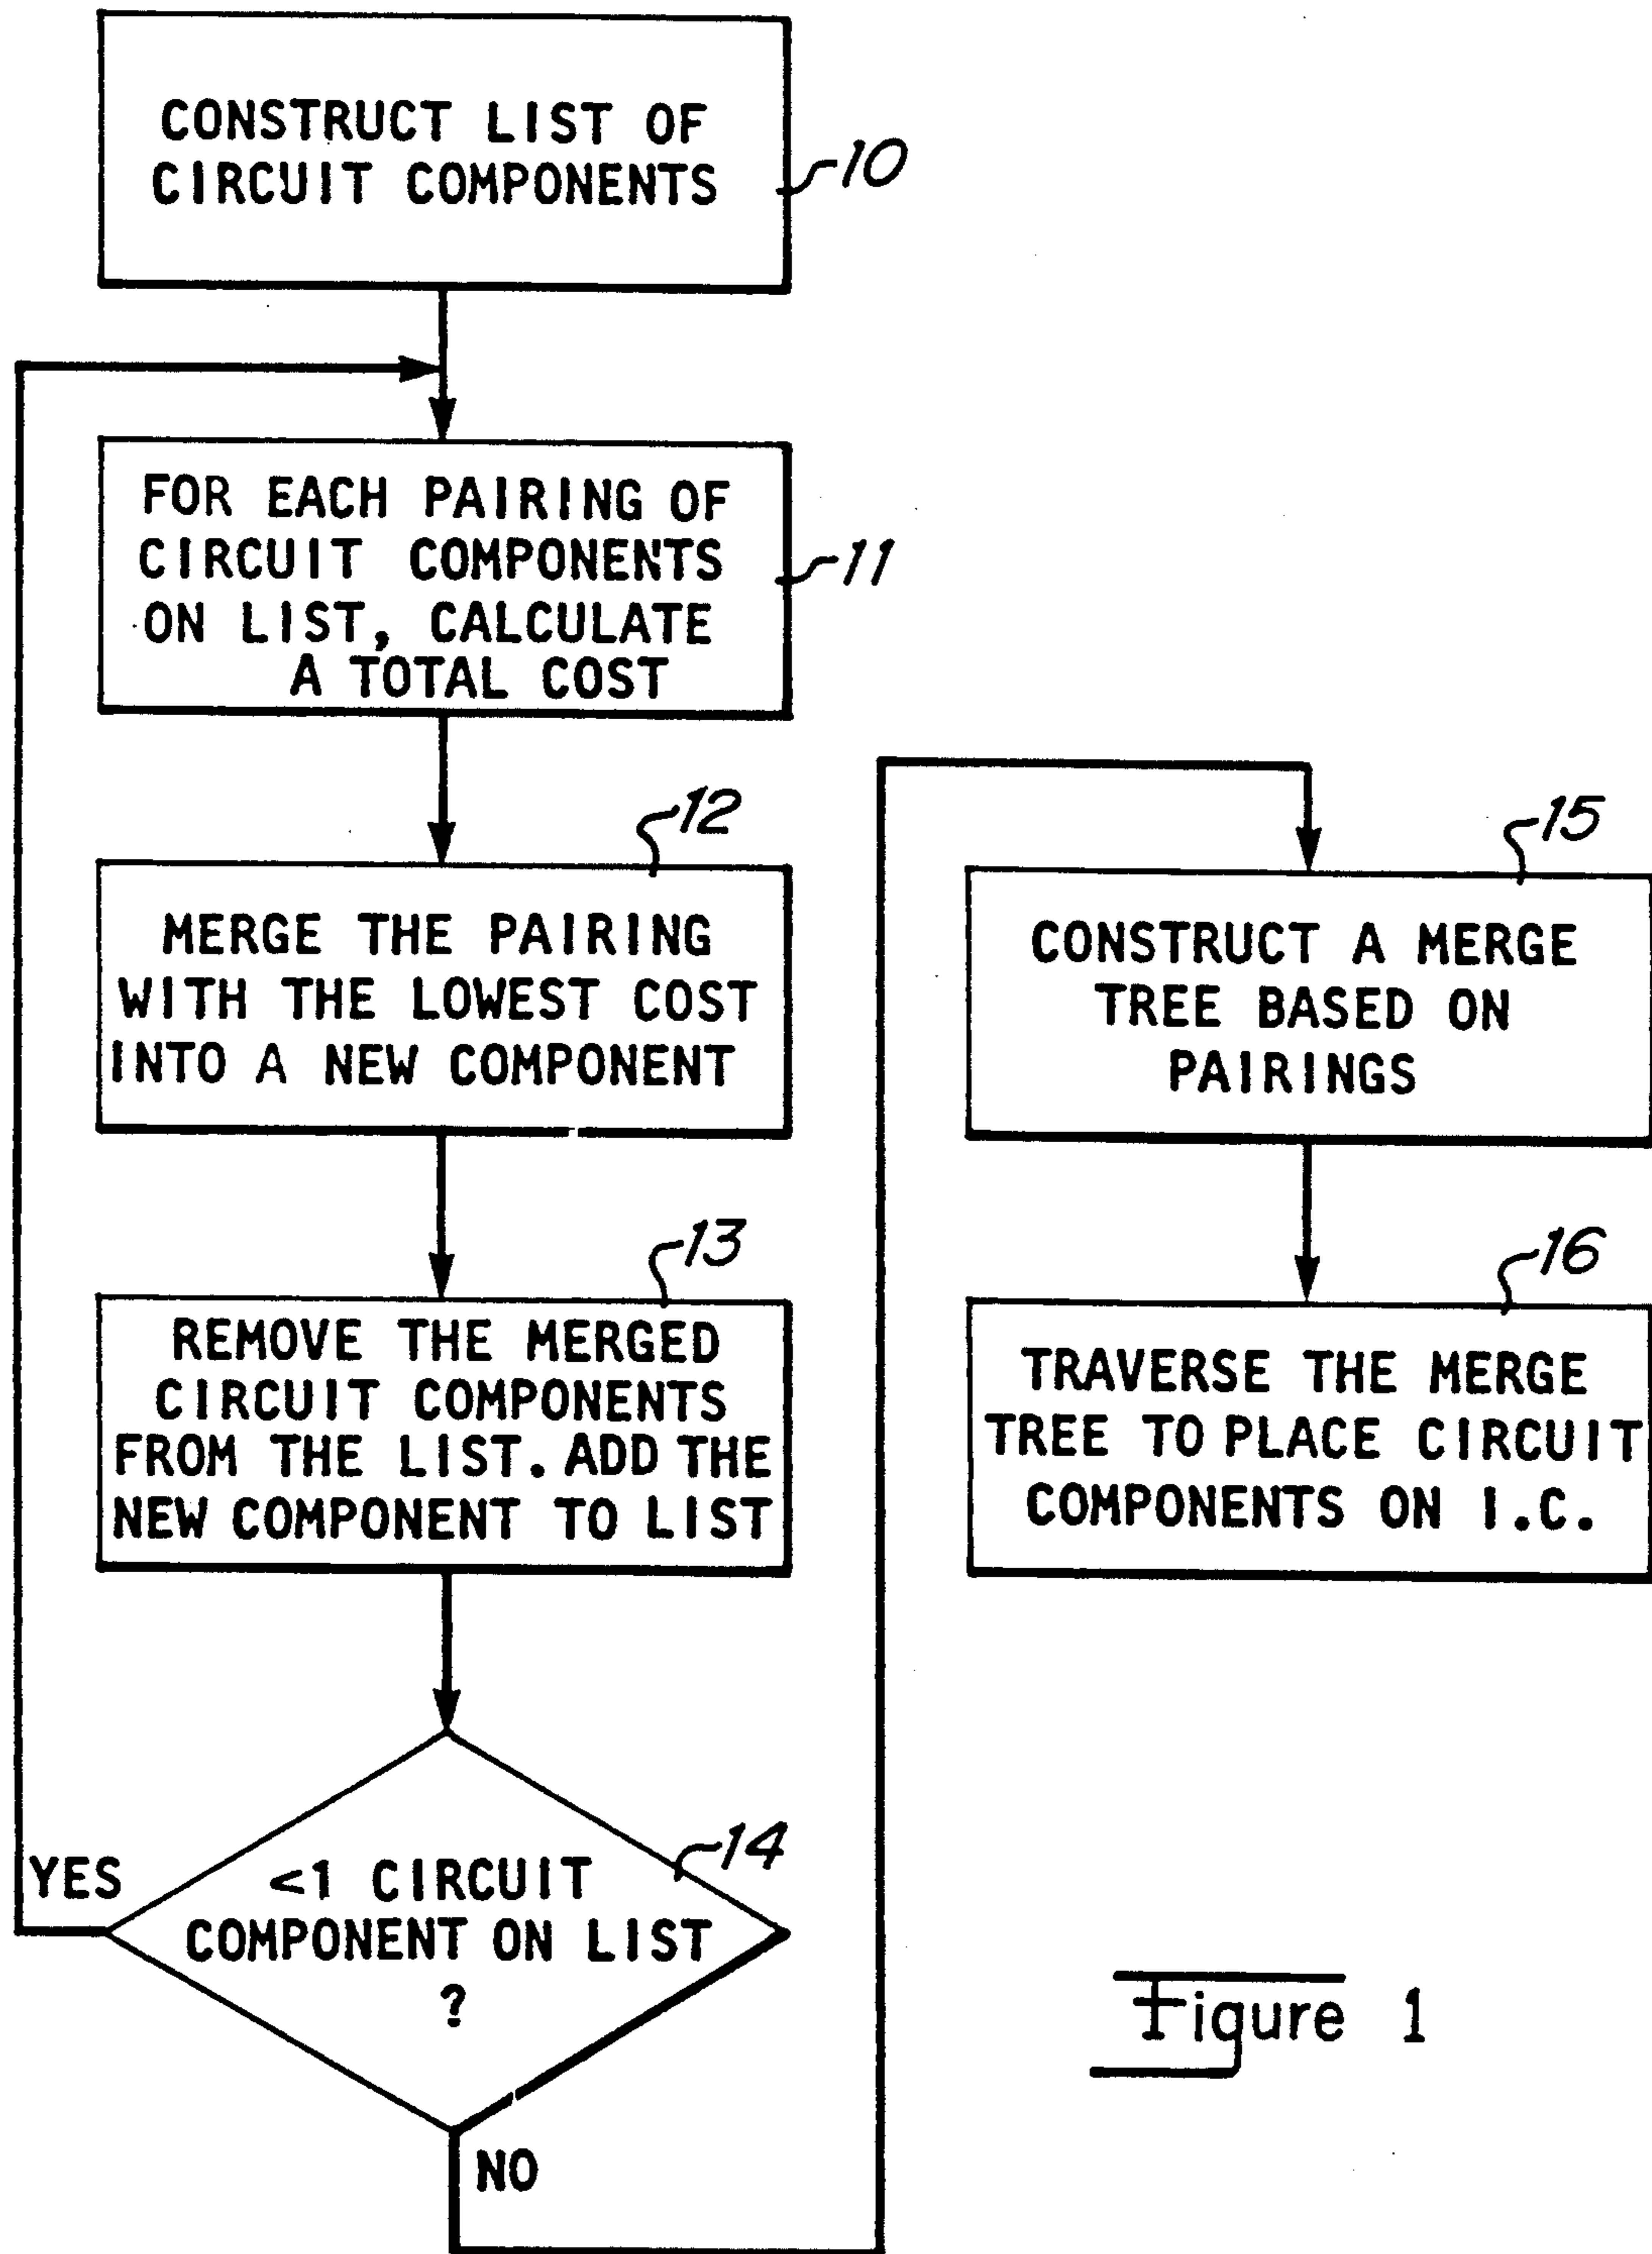 CONSTRUCT LIST OF
CIRCUIT COMPONENTS
10
FOR EACH PAIRING OF
CIRCUIT COMPONENTS
ON LIST, CALCULATE
A TOTAL COST
11
12
MERGE THE PAIRING
WITH THE LOWEST COST
INTO A NEW COMPONENT
13
REMOVE THE MERGED
CIRCUIT COMPONENTS
FROM THE LIST. ADD THE
NEW COMPONENT TO LIST
14
<1 CIRCUIT
COMPONENT ON LIST
?
YES
NO
15
CONSTRUCT A MERGE
TREE BASED ON
PAIRINGS
16
TRAVERSE THE MERGE
TREE TO PLACE CIRCUIT
COMPONENTS ON I.C.
Figure 1